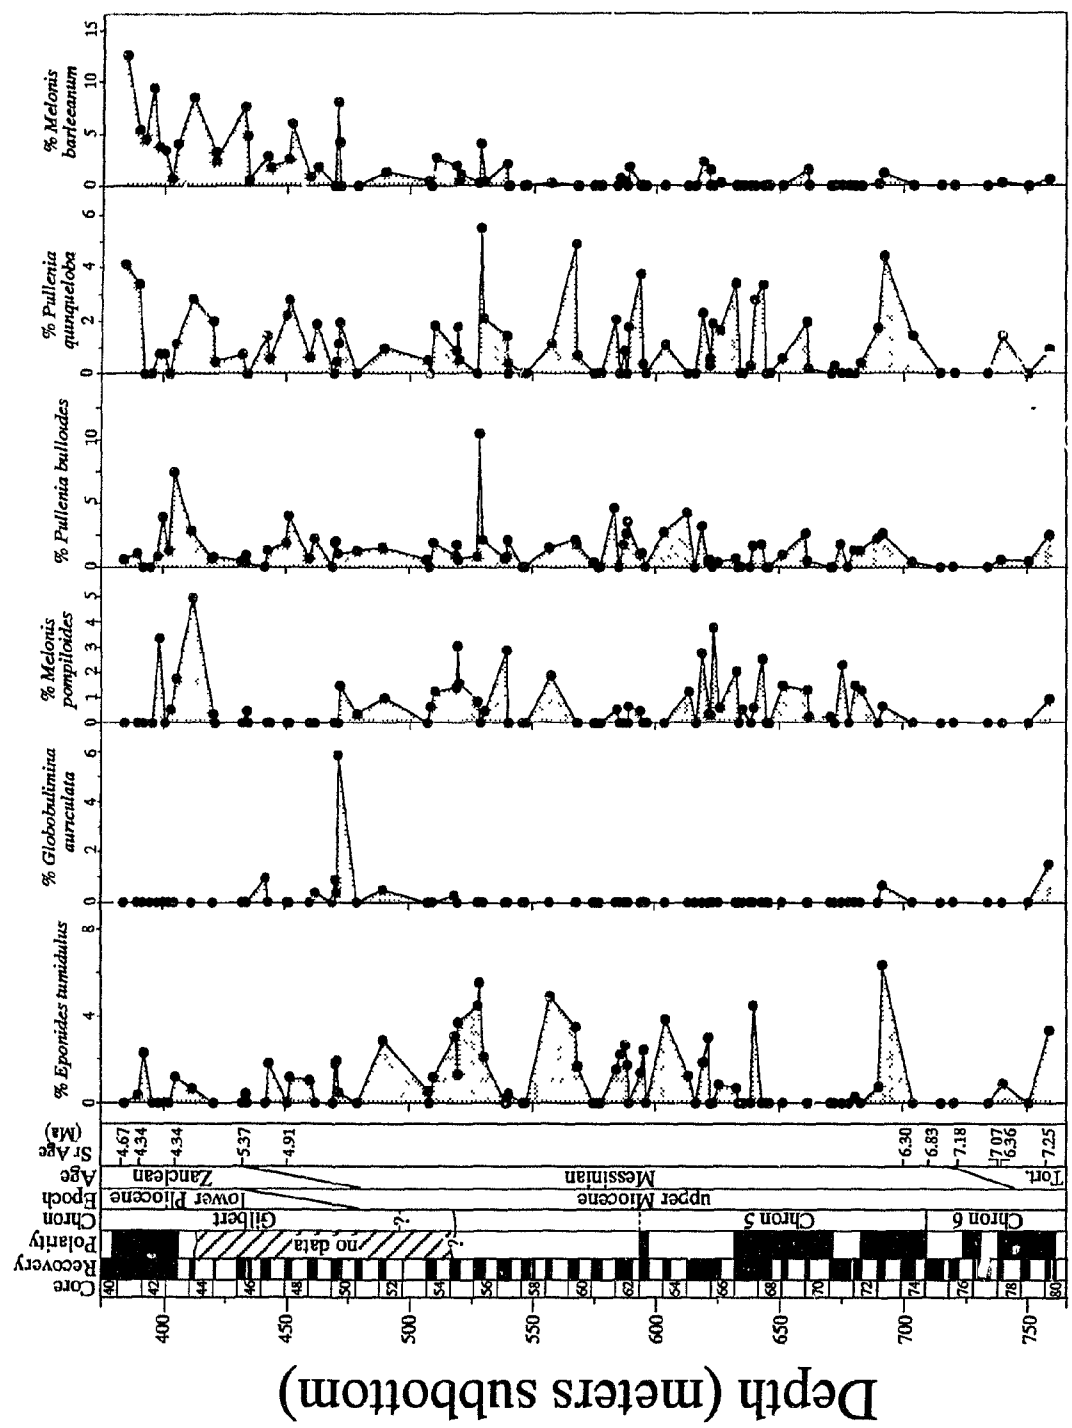 % Melonis
barleeanum
0
5
10
15
% Pullenia
quinqueloba
0
2
4
6
% Pullenia bulloides
0
5
10
% Melonis
pompiloides
0
1
2
3
4
5
% Globobulimina
auriculata
0
2
4
6
% Eponides tumidulus
0
4
8
Sr Age
(Ma)
4.67
4.34
4.34
5.37
4.91
6.30
6.83
7.18
7.07
6.36
7.25
Age
Zanclean
Messinian
Tort.
Epoch
lower Pliocene
upper Miocene
Chron
Gilbert
?
Chron 5
Chron 6
Polarity
no data
?
Recovery
Core
40
42
44
46
48
50
52
54
56
58
60
62
64
66
68
70
72
74
76
78
80
400
450
500
550
600
650
700
750
Depth (meters subbottom)